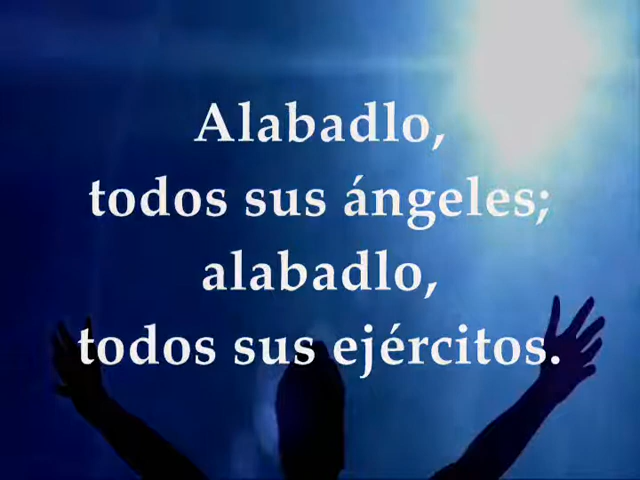 Alabadlo,
todos sus ángeles;
alabadlo,
todos sus ejércitos.